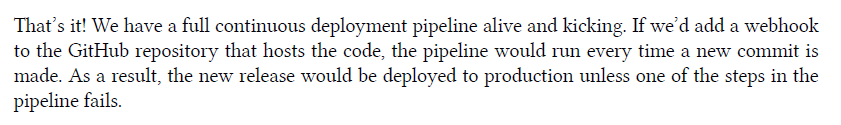 That’s it! We have a full continuous deployment pipeline alive and kicking. If we’d add a webhook
to the GitHub repository that hosts the code, the pipeline would run every time a new commit is
made. As a result, the new release would be deployed to production unless one of the steps in the
pipeline fails.